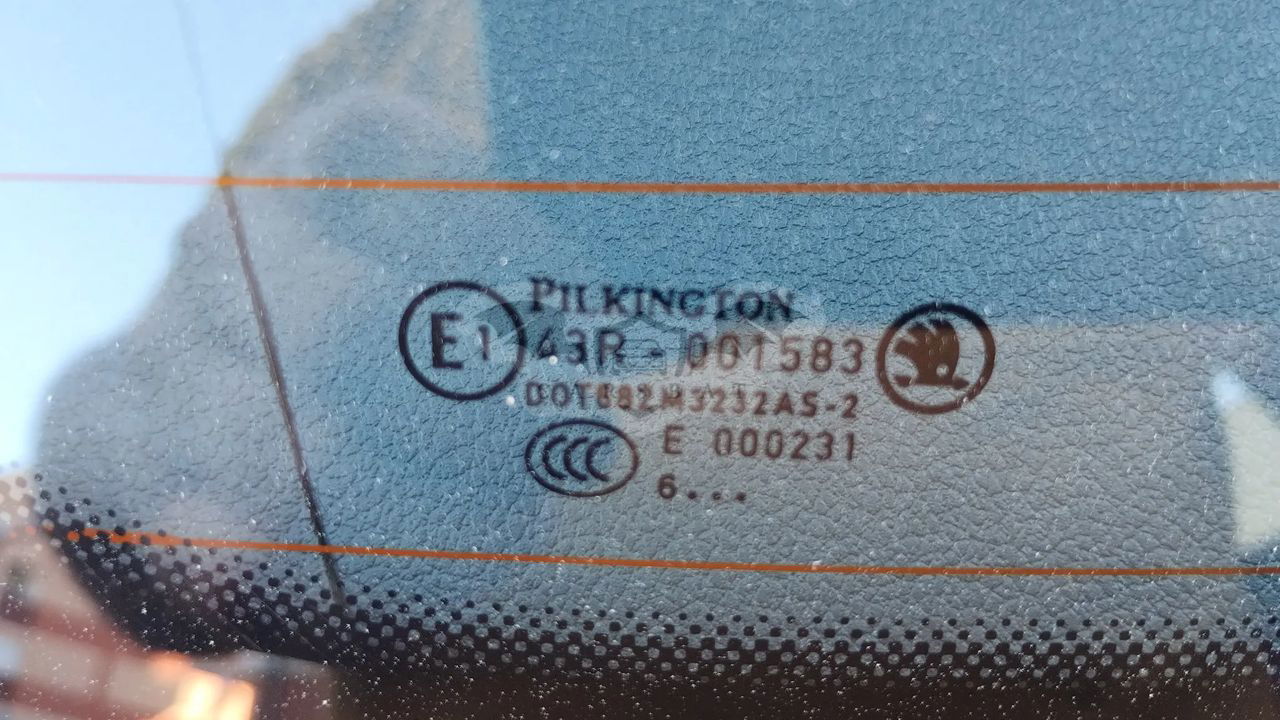 PILKINGTON
E1 43R - 001583
DOT682M3232AS-2
CCC E 000231
6...